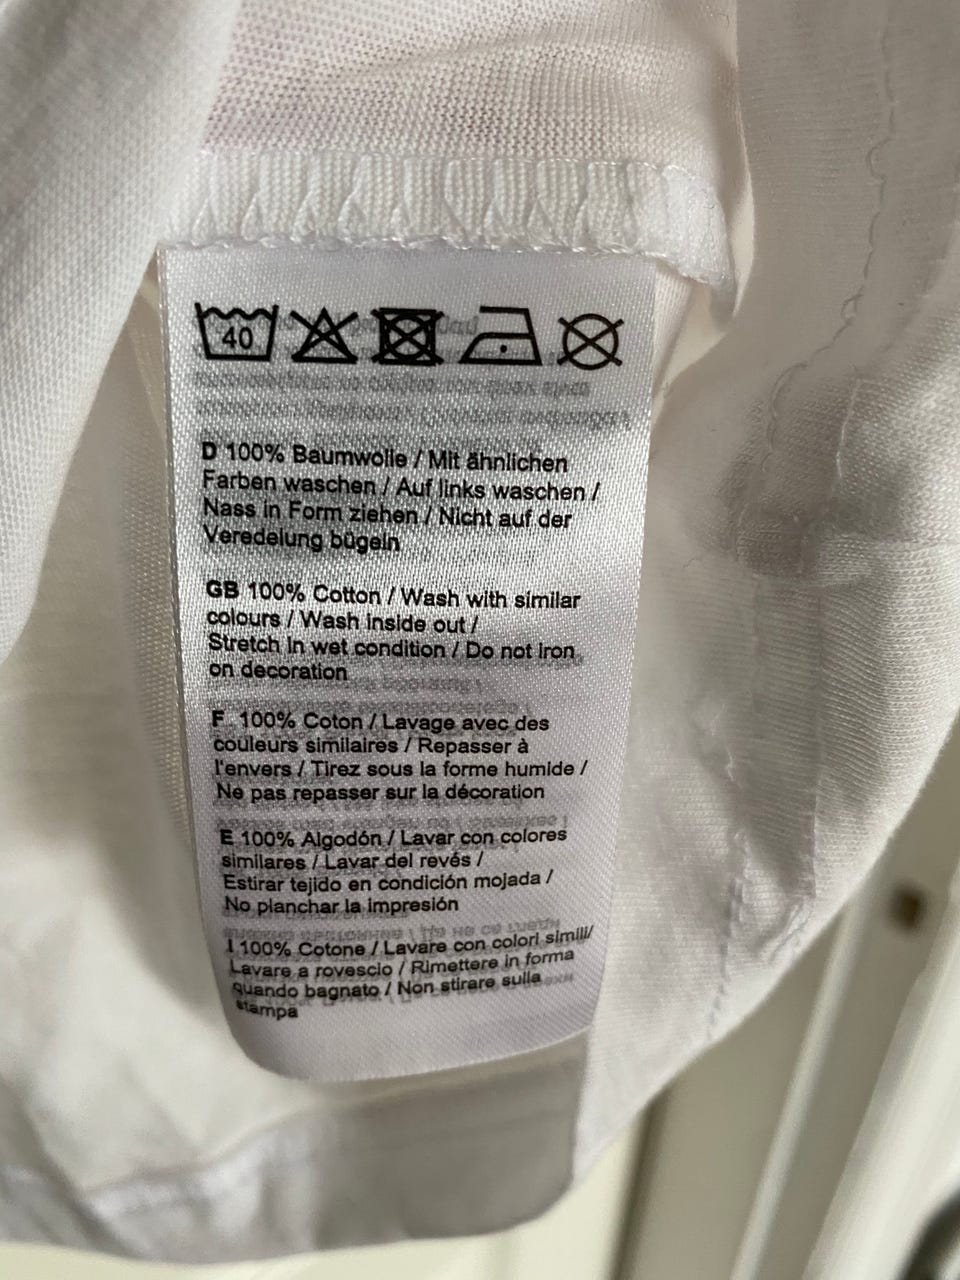 40
D 100% Baumwolle / Mit ähnlichen
Farben waschen / Auf links waschen /
Nass in Form ziehen / Nicht auf der
Veredelung bügeln
GB 100% Cotton / Wash with similar
colours / Wash inside out /
Stretch in wet condition / Do not iron
on decoration
F 100% Coton / Lavage avec des
couleurs similaires / Repasser à
l'envers / Tirez sous la forme humide /
Ne pas repasser sur la décoration
E 100% Algodón / Lavar con colores
similares / Lavar del revés /
Estirar tejido en condición mojada /
No planchar la impresión
I 100% Cotone / Lavare con colori simili/
Lavare a rovescio / Rimettere in forma
quando bagnato / Non stirare sulla
stampa